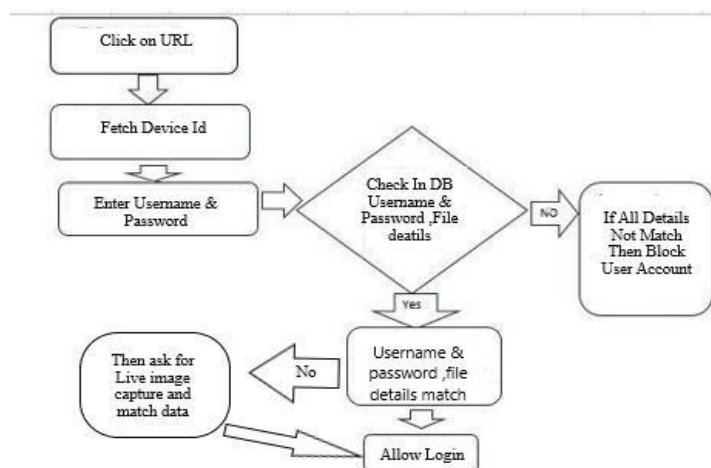 Click on URL
Fetch Device Id
Enter Username &
Password
Check In DB
Username &
Password ,File
deatils
NO
If All Details
Not Match
Then Block
User Account
Yes
Username &
password ,file
details match
No
Then ask for
Live image
capture and
match data
Allow Login